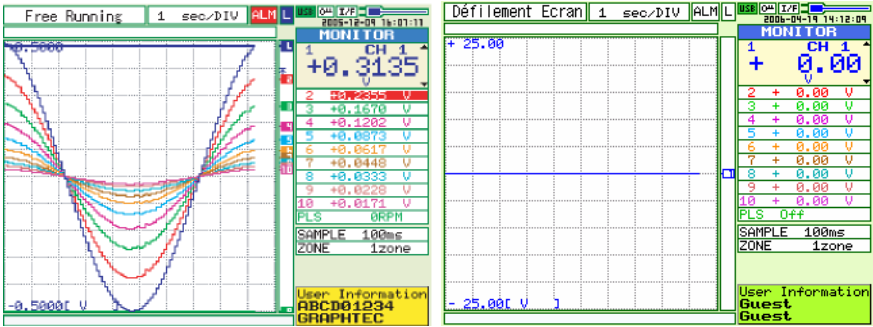 Free Running 1 sec/DIV ALM L USB I/F
2005-12-09 16:01:11
MONITOR
1 CH 1
+0.3135
V
2 +0.2355 V
3 +0.1670 V
4 +0.1202 V
5 +0.0873 V
6 +0.0617 V
7 +0.0448 V
8 +0.0333 V
9 +0.0228 V
10 +0.0171 V
PLS 0RPM
SAMPLE 100ms
ZONE 1zone
User Information
ABCD01234
GRAPHTEC
+0.5000
-0.5000[ V
Défilement Ecran 1 sec/DIV ALM L USB I/F
2006-04-19 14:12:09
MONITOR
1 CH 1
+ 0.00
V
2 + 0.00 V
3 + 0.00 V
4 + 0.00 V
5 + 0.00 V
6 + 0.00 V
7 + 0.00 V
8 + 0.00 V
9 + 0.00 V
10 + 0.00 V
PLS Off
SAMPLE 100ms
ZONE 1zone
User Information
Guest
Guest
+ 25.00
- 25.00[ V ]